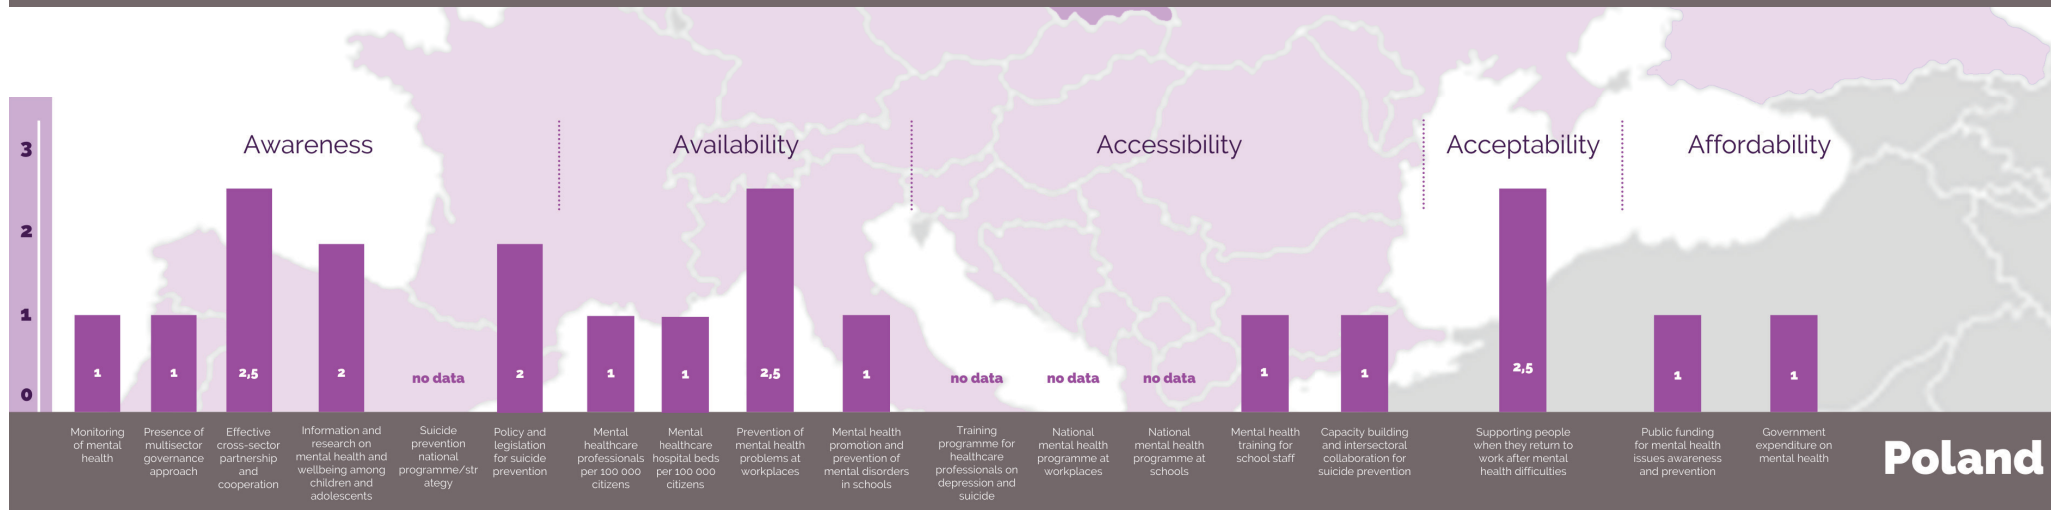 Awareness
Availability
Accessibility
Acceptability
Affordability
3
2
1
0
1
1
2,5
2
no data
2
1
1
2,5
1
no data
no data
no data
1
1
2,5
1
1
Monitoring
of mental
health
Presence of
multisector
governance
approach
Effective
cross-sector
partnership
and
cooperation
Information and
research on
mental health and
wellbeing among
children and
adolescents
Suicide
prevention
national
programme/str
ategy
Policy and
legislation
for suicide
prevention
Mental
healthcare
professionals
per 100 000
citizens
Mental
healthcare
hospital beds
per 100 000
citizens
Prevention of
mental health
problems at
workplaces
Mental health
promotion and
prevention of
mental disorders
in schools
Training
programme for
healthcare
professionals on
depression and
suicide
National
mental health
programme at
workplaces
National
mental health
programme at
schools
Mental health
training for
school staff
Capacity building
and intersectoral
collaboration for
suicide prevention
Supporting people
when they return to
work after mental
health difficulties
Public funding
for mental health
issues awareness
and prevention
Government
expenditure on
mental health
Poland